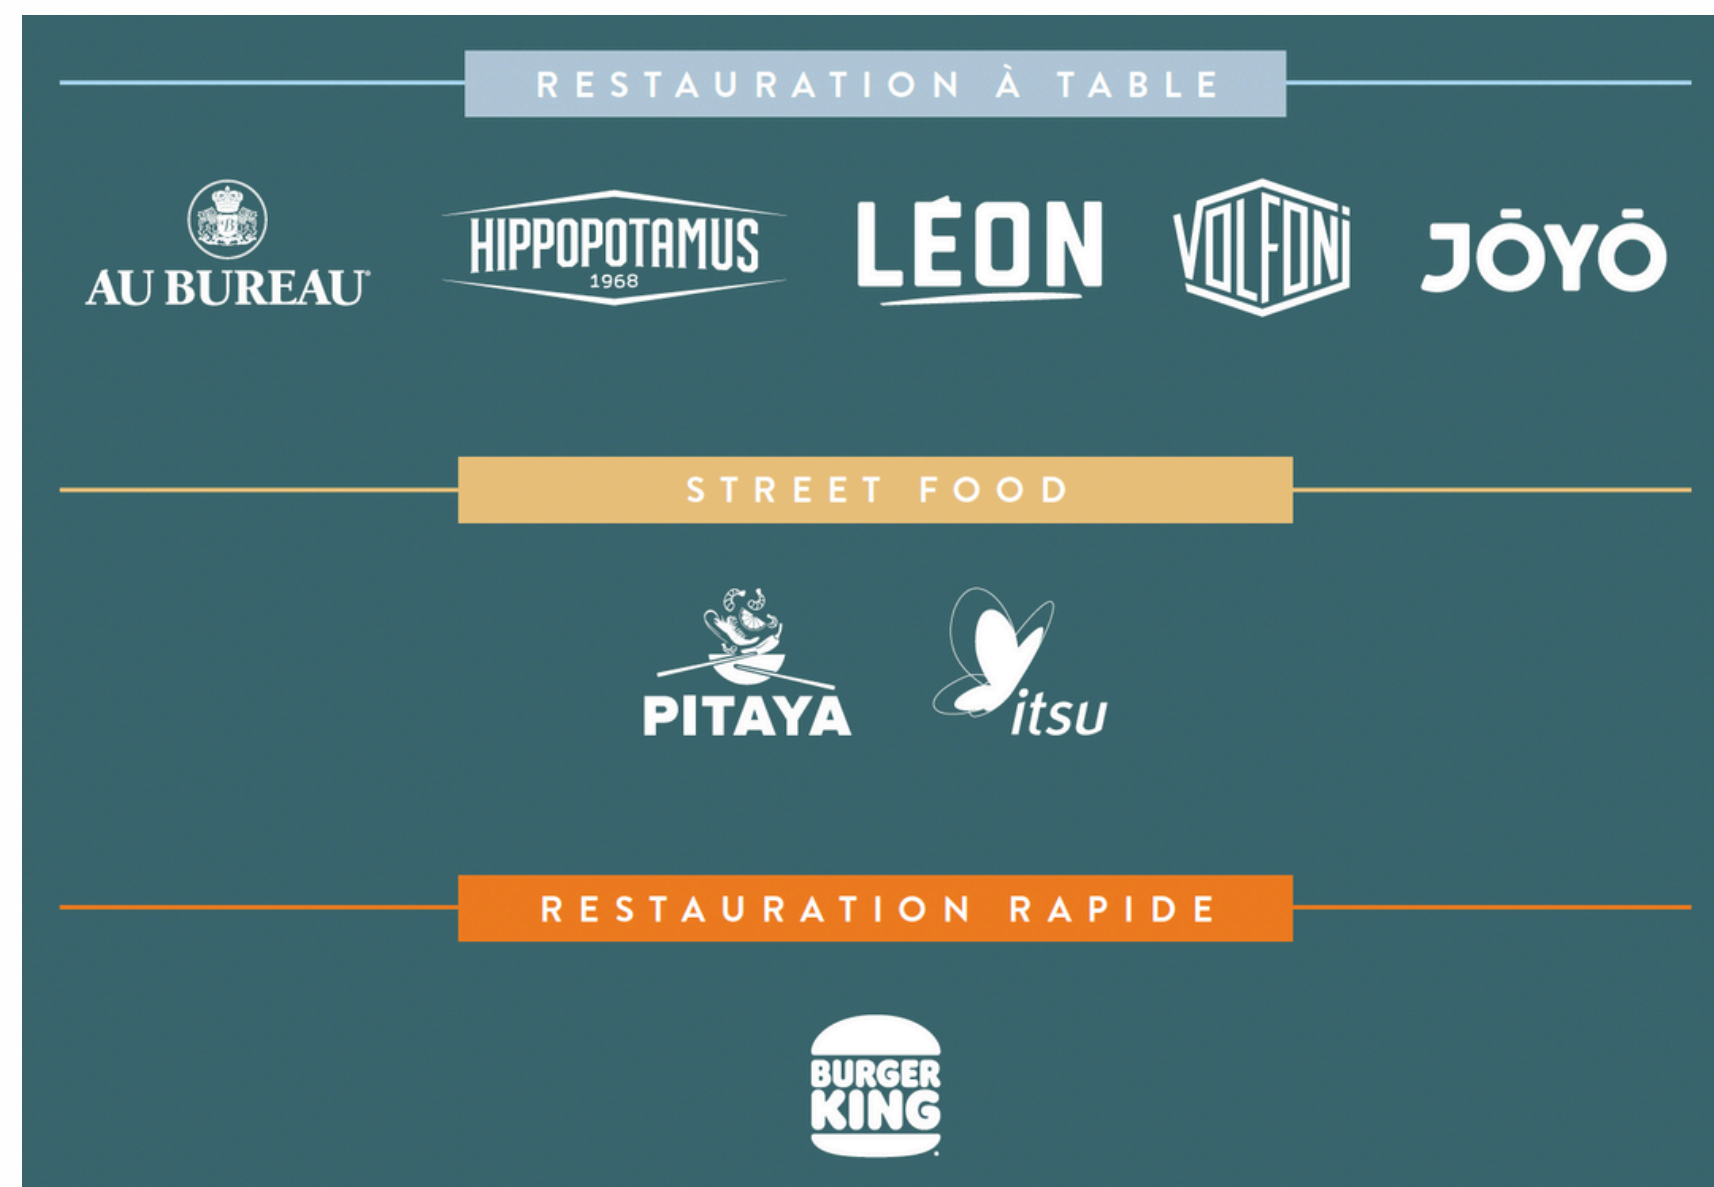 RESTAURATION À TABLE
AU BUREAU
HIPPOPOTAMUS
1968
LÉON
VOLFONI
JŌYŌ
STREET FOOD
PITAYA
itsu
RESTAURATION RAPIDE
BURGER
KING